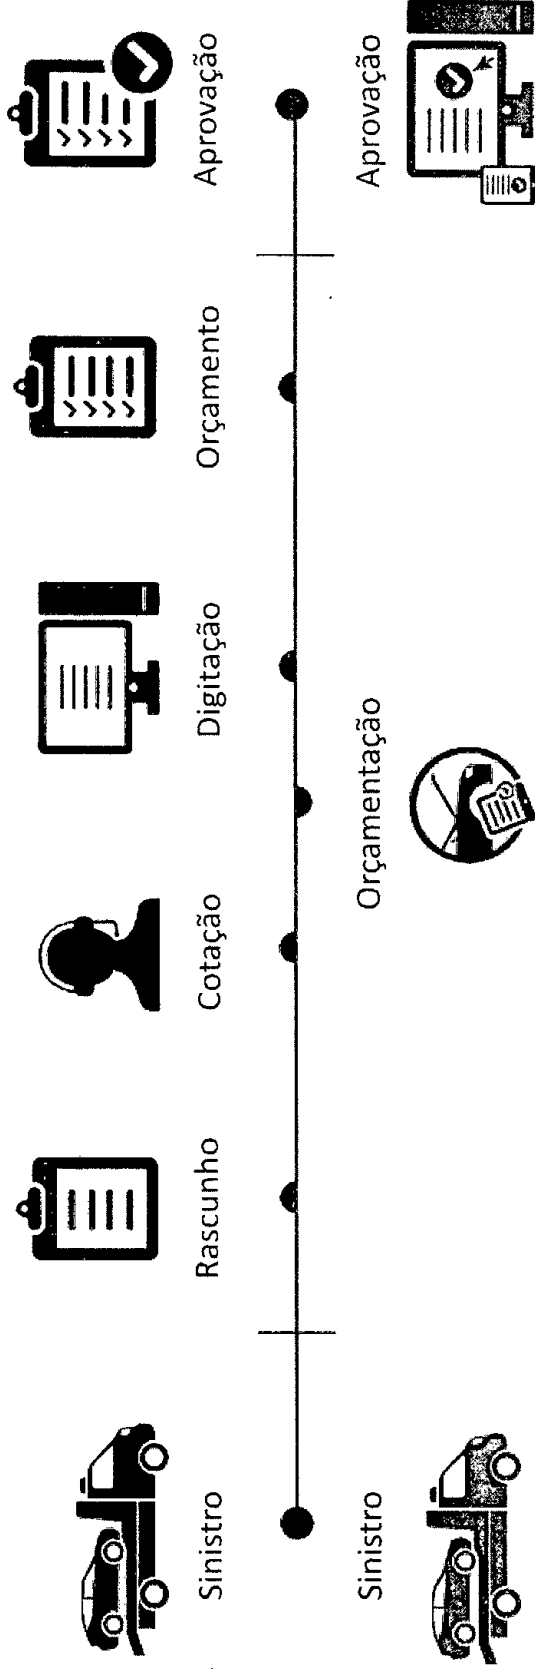 Sinistro
Rascunho
Cotação
Digitação
Orçamento
Aprovação
Sinistro
Orçamentação
Aprovação